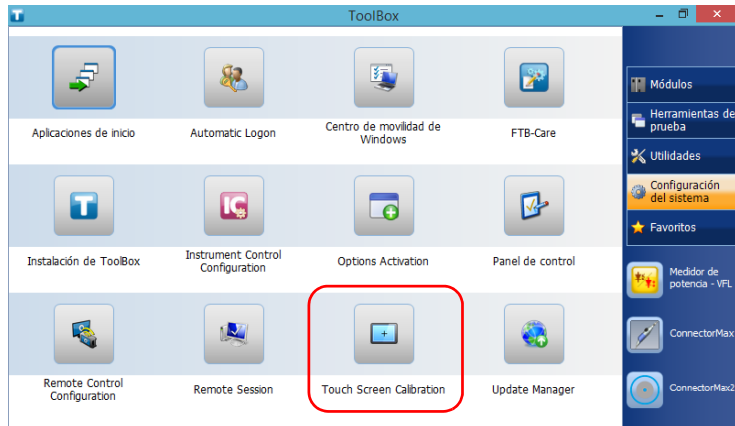 ToolBox
Aplicaciones de inicio
Automatic Logon
Centro de movilidad de
Windows
FTB-Care
Instalación de ToolBox
Instrument Control
Configuration
Options Activation
Panel de control
Remote Control
Configuration
Remote Session
Touch Screen Calibration
Update Manager
Módulos
Herramientas de
prueba
Utilidades
Configuración
del sistema
Favoritos
Medidor de
potencia - VFL
ConnectorMax
ConnectorMax2